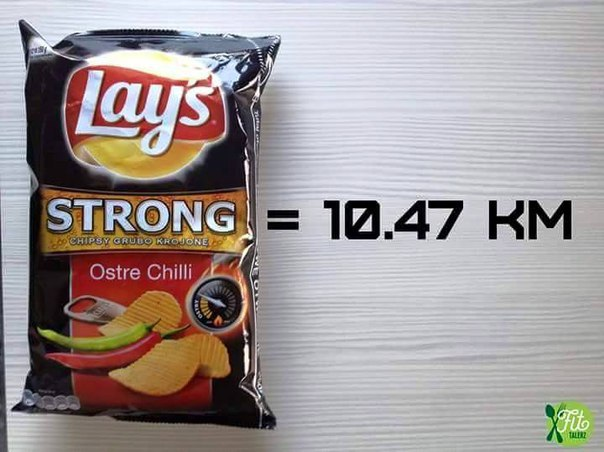 Lay's
STRONG
CHIPSY GRUBO KROJONE
Ostre Chilli
= 10.47 KM
Fit
TALERZ